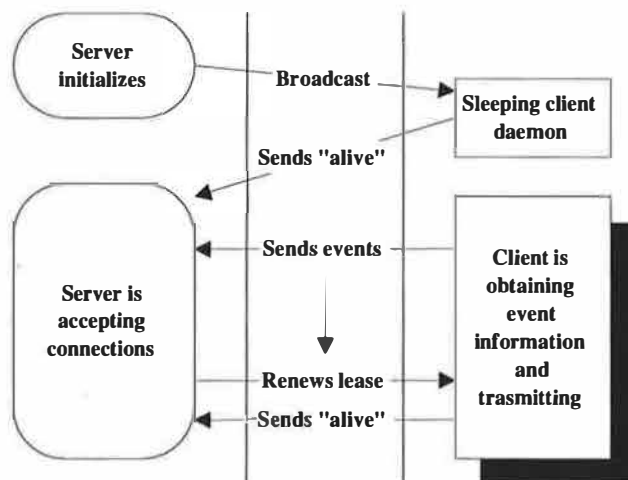 Server
initializes
Broadcast
Sleeping client
daemon
Sends "alive"
Sends events
Server is
accepting
connections
Client is
obtaining
event
information
and
trasmitting
Renews lease
Sends "alive"